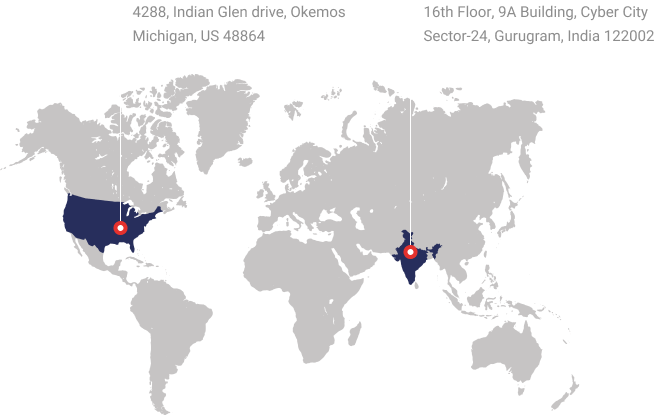 4288, Indian Glen drive, Okemos
Michigan, US 48864
16th Floor, 9A Building, Cyber City
Sector-24, Gurugram, India 122002